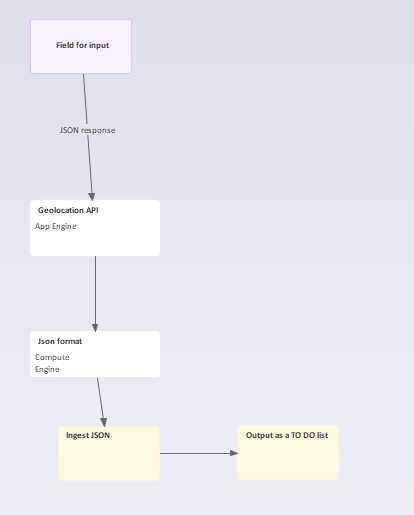 Field for input
JSON response
Geolocation API
App Engine
Json format
Compute
Engine
Ingest JSON
Output as a TO DO list